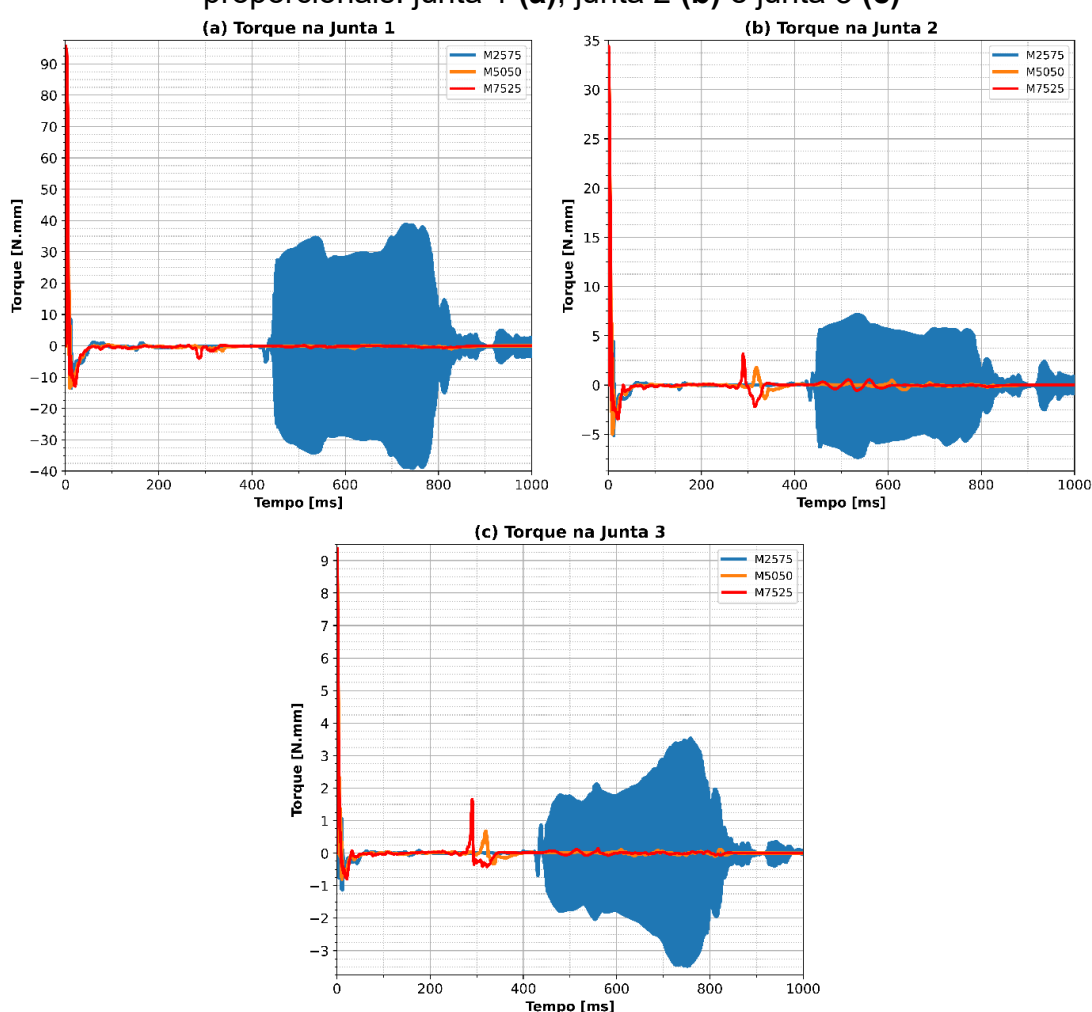 proporcionais: junta 1 (a), junta 2 (b) e junta 3 (c)
(a) Torque na Junta 1
M2575
M5050
M7525
Torque [N.mm]
90
80
70
60
50
40
30
20
10
0
−10
−20
−30
−40
0 200 400 600 800 1000
Tempo [ms]
(b) Torque na Junta 2
M2575
M5050
M7525
Torque [N.mm]
35
30
25
20
15
10
5
0
−5
0 200 400 600 800 1000
Tempo [ms]
(c) Torque na Junta 3
M2575
M5050
M7525
Torque [N.mm]
9
8
7
6
5
4
3
2
1
0
−1
−2
−3
0 200 400 600 800 1000
Tempo [ms]